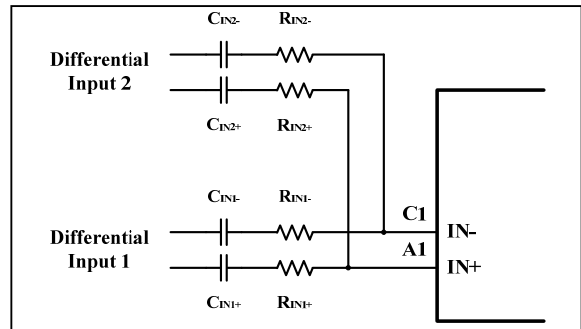 CIN2- RIN2-
Differential
Input 2
CIN2+ RIN2+
CIN1- RIN1-
C1
IN-
Differential
Input 1
A1
IN+
CIN1+ RIN1+